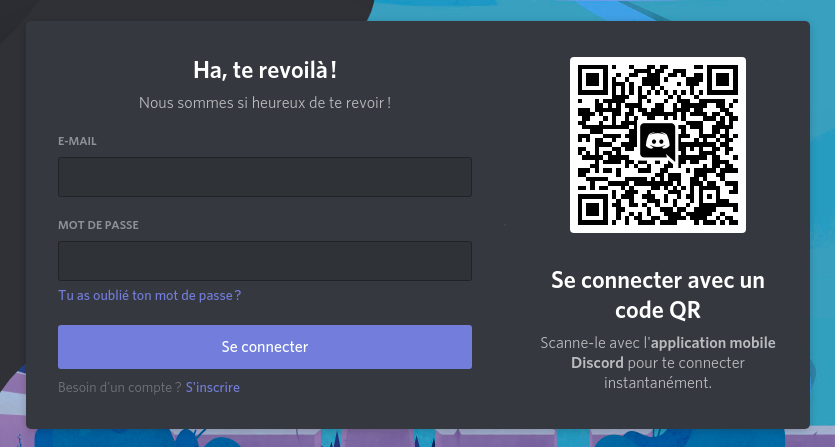 Ha, te revoilà !
Nous sommes si heureux de te revoir !
E-MAIL
MOT DE PASSE
Tu as oublié ton mot de passe ?
Se connecter
Besoin d'un compte ? S'inscrire
Se connecter avec un
code QR
Scanne-le avec l'application mobile
Discord pour te connecter
instantanément.